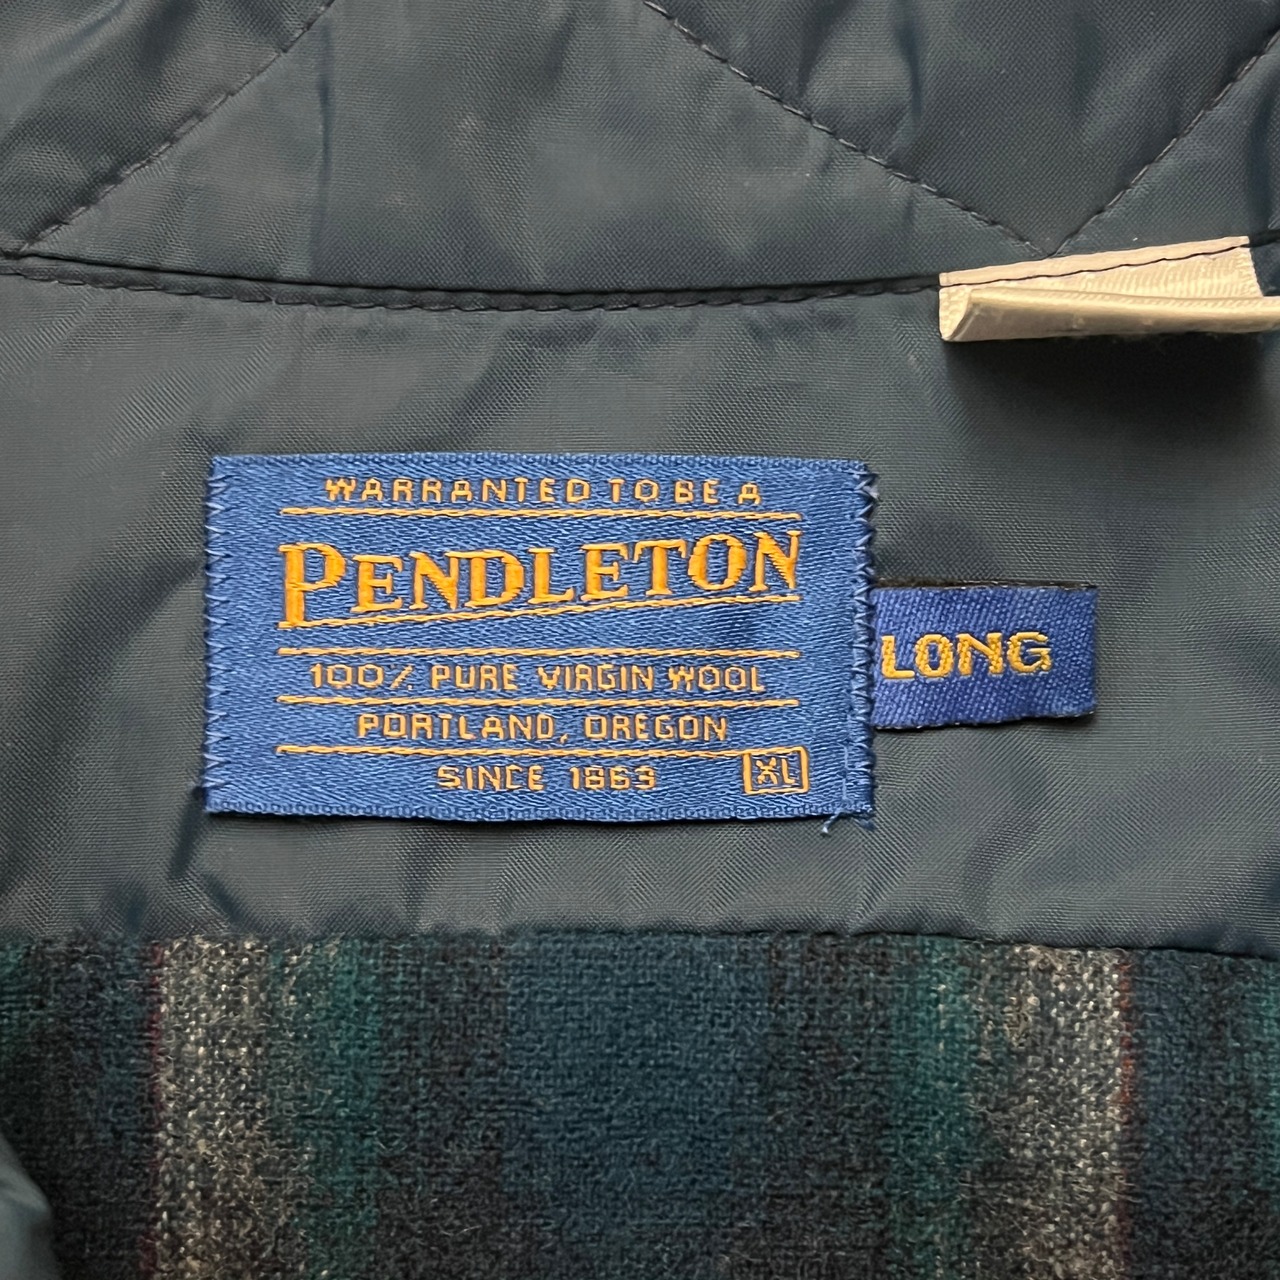 WARRANTED TO BE A
PENDLETON
100% PURE VIRGIN WOOL
PORTLAND, OREGON
SINCE 1863
XL
LONG